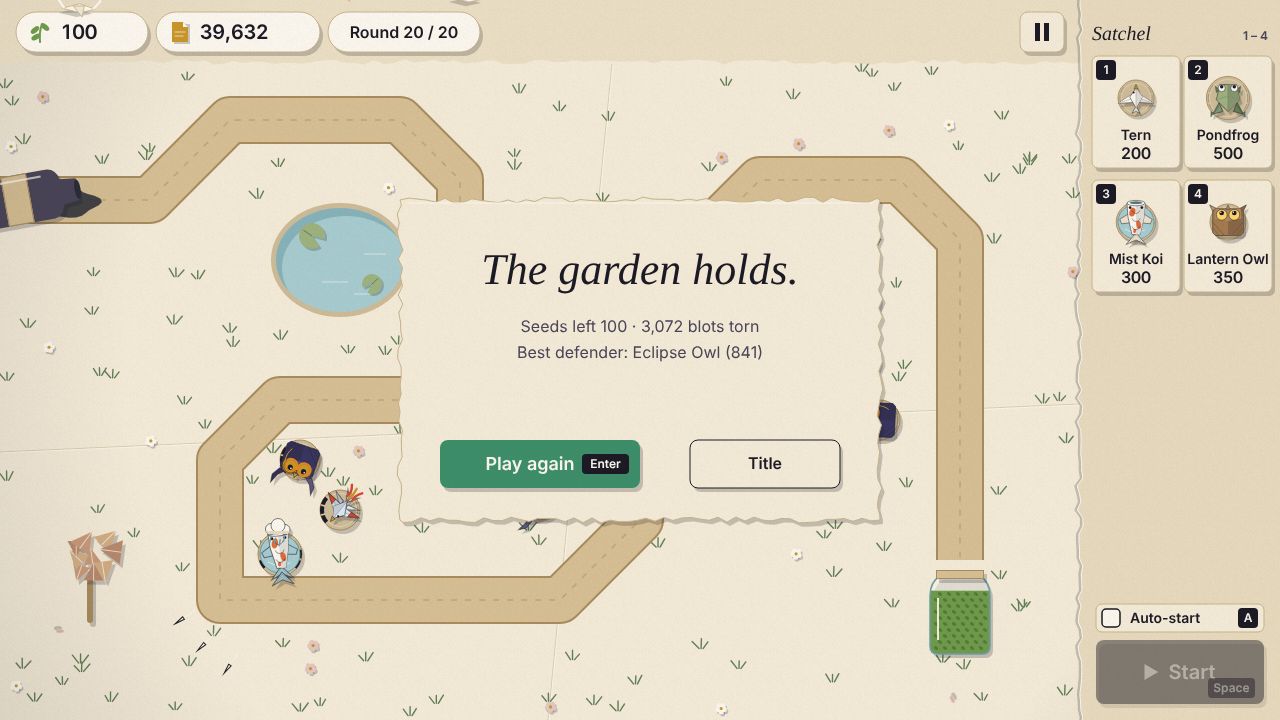 100
39,632
Round 20 / 20
Satchel
1 – 4
1
Tern
200
2
Pondfrog
500
3
Mist Koi
300
4
Lantern Owl
350
The garden holds.
Seeds left 100 · 3,072 blots torn
Best defender: Eclipse Owl (841)
Play again Enter
Title
Auto-start A
Start
Space